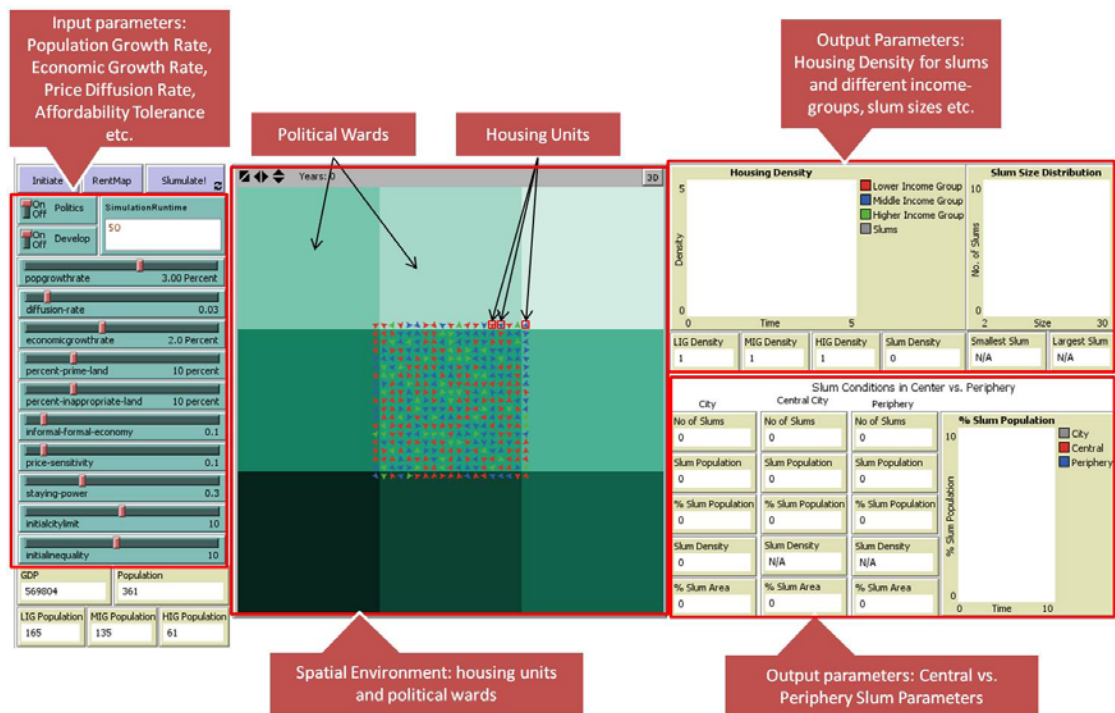 Input parameters:
Population Growth Rate,
Economic Growth Rate,
Price Diffusion Rate,
Affordability Tolerance
etc.
Output Parameters:
Housing Density for slums
and different income-
groups, slum sizes etc.
Political Wards
Housing Units
Initiate
RentMap
Slumulate!
Years: 0
3D
On
Off
Politics
SimulationRuntime
50
On
Off
Develop
popgrowthrate
3.00 Percent
diffusion-rate
0.03
economicgrowthrate
2.0 Percent
percent-prime-land
10 percent
percent-inappropriate-land
10 percent
informal-formal-economy
0.1
price-sensitivity
0.1
staying-power
0.3
initialcitylimit
10
initialinequality
10
GDP
569804
Population
361
LIG Population
165
MIG Population
135
HIG Population
61
Housing Density
5
Density
0
0
Time
5
Lower Income Group
Middle Income Group
Higher Income Group
Slums
Slum Size Distribution
10
No. of Slums
0
2
Size
30
LIG Density
1
MIG Density
1
HIG Density
1
Slum Density
0
Smallest Slum
N/A
Largest Slum
N/A
Slum Conditions in Center vs. Periphery
City
Central City
Periphery
No of Slums
0
No of Slums
0
No of Slums
0
Slum Population
0
Slum Population
0
Slum Population
0
% Slum Population
0
% Slum Population
0
% Slum Population
0
Slum Density
0
Slum Density
N/A
Slum Density
N/A
% Slum Area
0
% Slum Area
0
% Slum Area
0
% Slum Population
10
% Slum Population
0
0
Time
10
City
Central
Periphery
Spatial Environment: housing units
and political wards
Output parameters: Central vs.
Periphery Slum Parameters